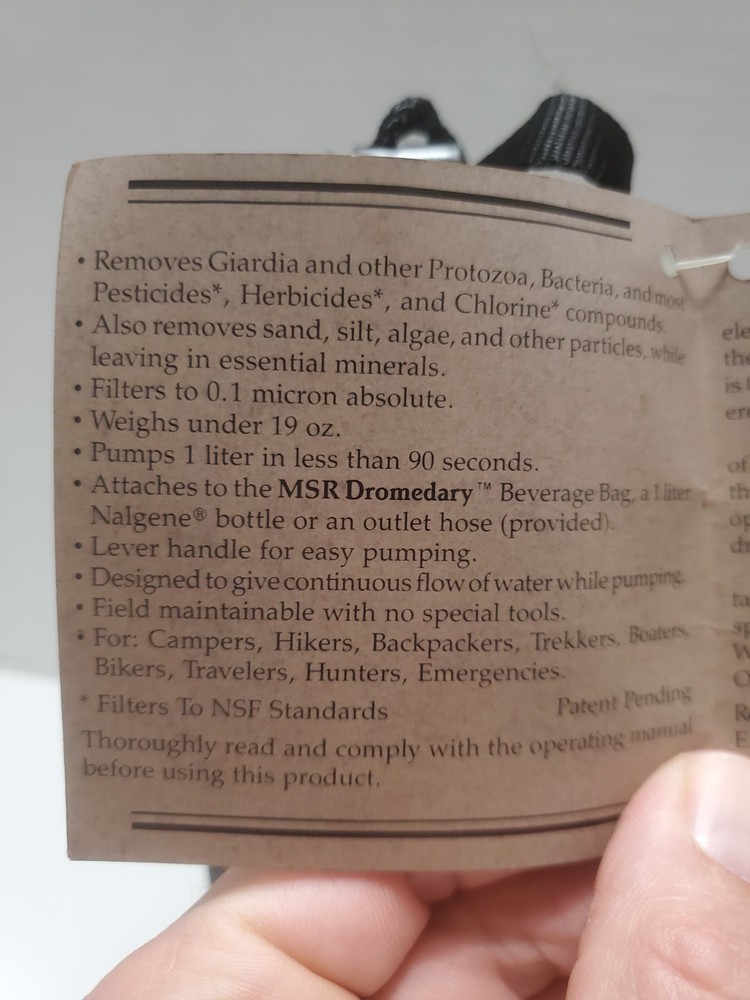 • Removes Giardia and other Protozoa, Bacteria, and most
Pesticides*, Herbicides*, and Chlorine* compounds.
• Also removes sand, silt, algae, and other particles, while
leaving in essential minerals.
• Filters to 0.1 micron absolute.
• Weighs under 19 oz.
• Pumps 1 liter in less than 90 seconds.
• Attaches to the MSR Dromedary™ Beverage Bag, a 1 liter
Nalgene® bottle or an outlet hose (provided).
• Lever handle for easy pumping.
• Designed to give continuous flow of water while pumping.
• Field maintainable with no special tools.
• For: Campers, Hikers, Backpackers, Trekkers, Boaters,
Bikers, Travelers, Hunters, Emergencies.
* Filters To NSF Standards Patent Pending
Thoroughly read and comply with the operating manual
before using this product.